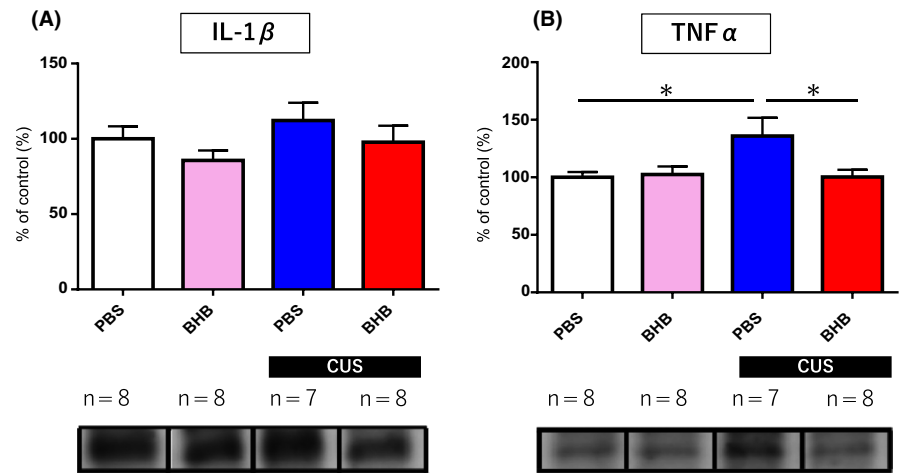 (A)
IL-1β
% of control (%)
150
100
50
0
PBS
BHB
PBS
BHB
CUS
n = 8
n = 8
n = 7
n = 8
(B)
TNFα
% of control (%)
200
150
100
50
0
*
*
PBS
BHB
PBS
BHB
CUS
n = 8
n = 8
n = 7
n = 8